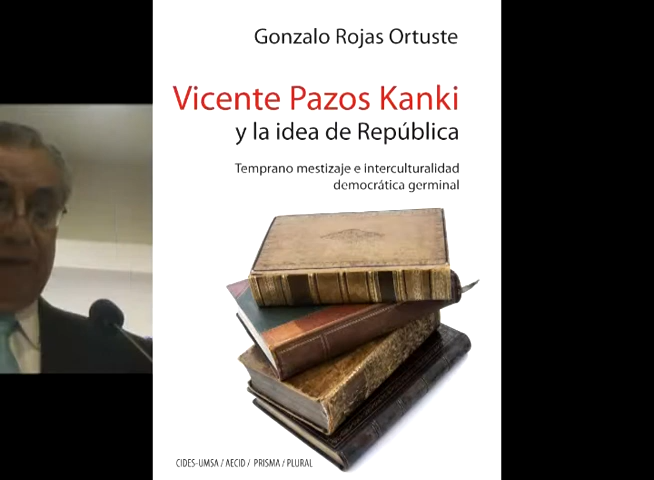 Gonzalo Rojas Ortuste
Vicente Pazos Kanki
y la idea de República
Temprano mestizaje e interculturalidad
democrática germinal
CIDES-UMSA / AECID / PRISMA / PLURAL